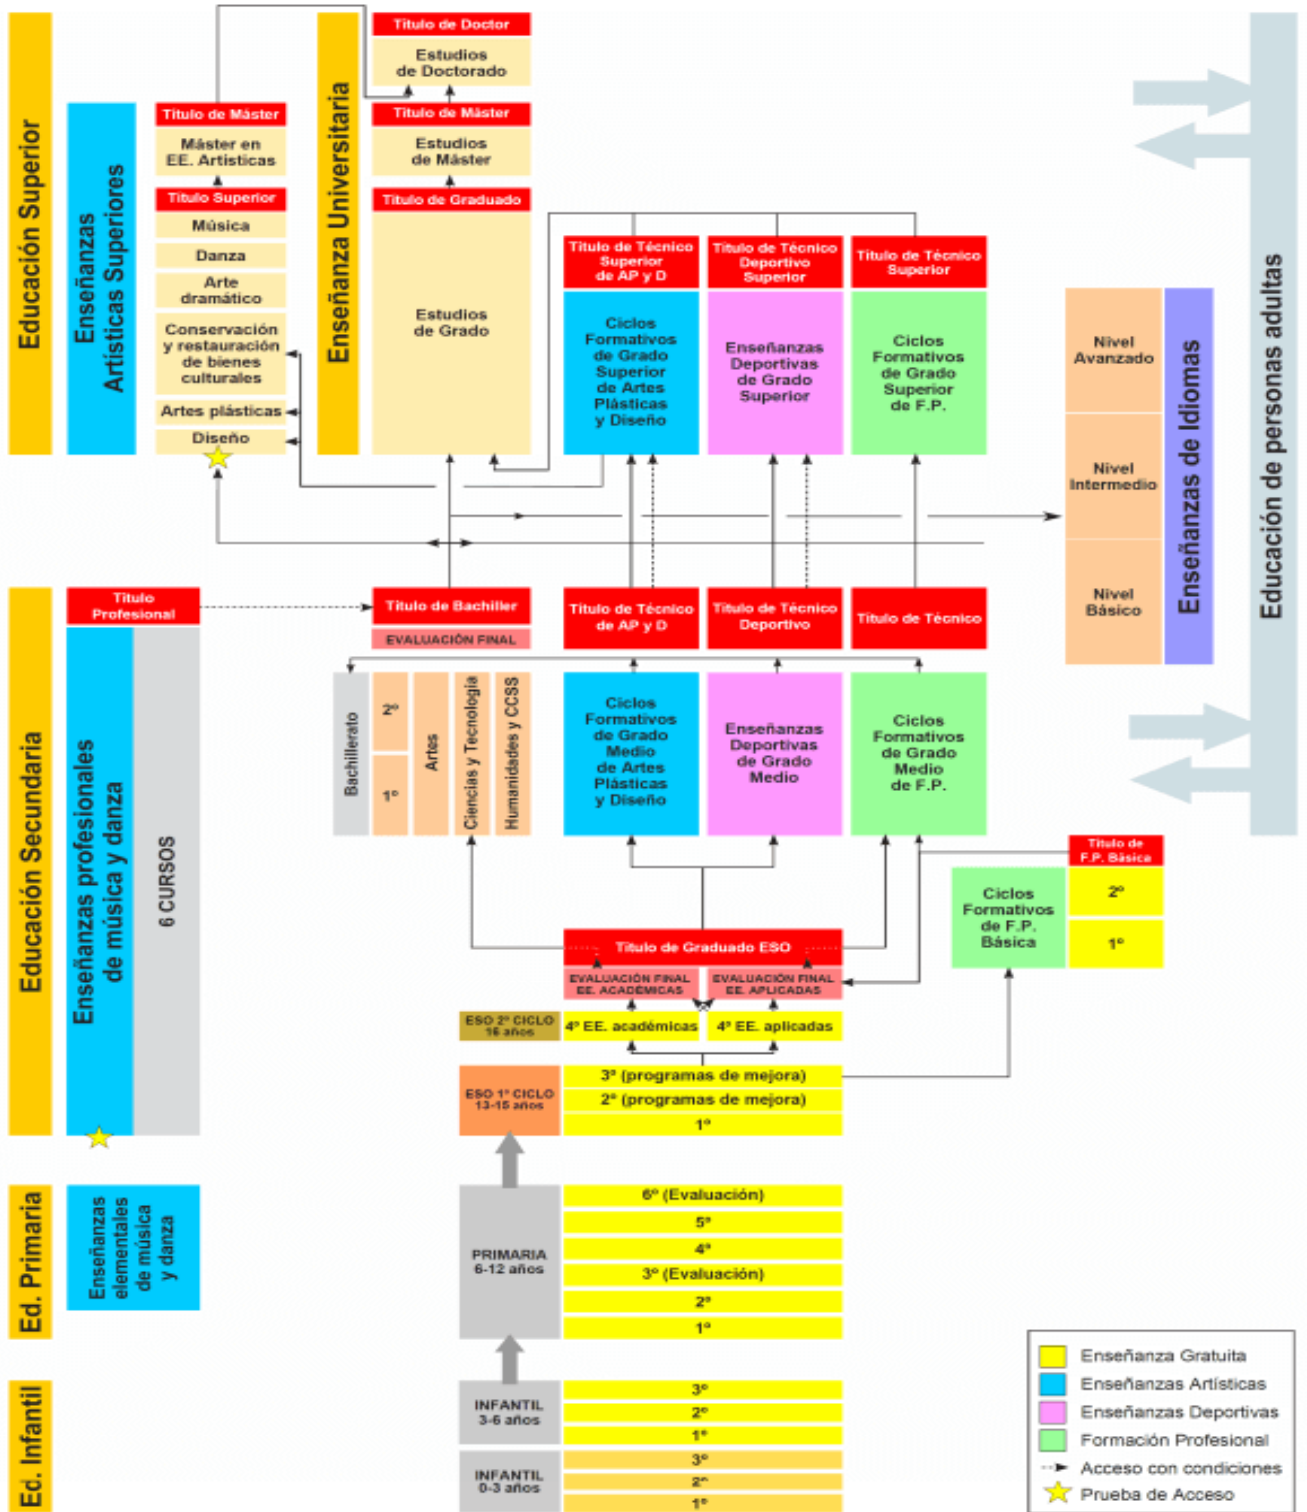 Educación Superior
Enseñanzas
Artísticas Superiores
Título de Máster
Máster en
EE. Artísticas
Título Superior
Música
Danza
Arte
dramático
Conservación
y restauración
de bienes
culturales
Artes plásticas
Diseño
Enseñanza Universitaria
Título de Doctor
Estudios
de Doctorado
Título de Máster
Estudios
de Máster
Título de Graduado
Estudios
de Grado
Título de Técnico
Superior
de AP y D
Ciclos
Formativos
de Grado
Superior
de Artes
Plásticas
y Diseño
Título de Técnico
Deportivo
Superior
Enseñanzas
Deportivas
de Grado
Superior
Título de Técnico
Superior
Ciclos
Formativos
de Grado
Superior
de F.P.
Nivel
Avanzado
Nivel
Intermedio
Nivel
Básico
Enseñanzas de Idiomas
Educación de personas adultas
Educación Secundaria
Título
Profesional
Enseñanzas profesionales
de música y danza
6 CURSOS
Título de Bachiller
EVALUACIÓN FINAL
Bachillerato
2º
1º
Artes
Ciencias y Tecnología
Humanidades y CCSS
Título de Técnico
de AP y D
Ciclos
Formativos
de Grado
Medio
de Artes
Plásticas
y Diseño
Título de Técnico
Deportivo
Enseñanzas
Deportivas
de Grado
Medio
Título de Técnico
Ciclos
Formativos
de Grado
Medio
de F.P.
Título de
F.P. Básica
Ciclos
Formativos
de F.P.
Básica
2º
1º
Título de Graduado ESO
EVALUACIÓN FINAL
EE. ACADÉMICAS
EVALUACIÓN FINAL
EE. APLICADAS
ESO 2º CICLO
16 años
4º EE. académicas
4º EE. aplicadas
ESO 1º CICLO
13-15 años
3º (programas de mejora)
2º (programas de mejora)
1º
Ed. Primaria
Enseñanzas
elementales
de música
y danza
PRIMARIA
6-12 años
6º (Evaluación)
5º
4º
3º (Evaluación)
2º
1º
Ed. Infantil
INFANTIL
3-6 años
3º
2º
1º
INFANTIL
0-3 años
3º
2º
1º
Enseñanza Gratuita
Enseñanzas Artísticas
Enseñanzas Deportivas
Formación Profesional
Acceso con condiciones
Prueba de Acceso